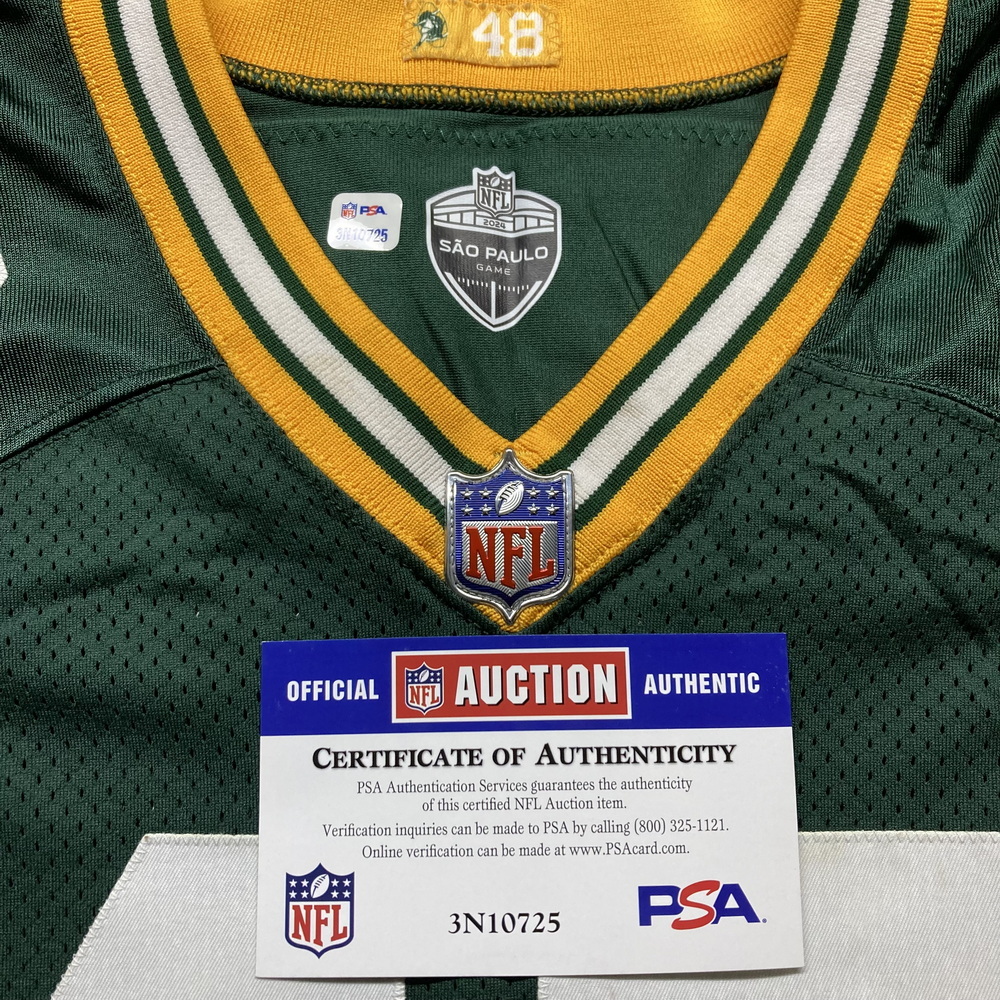 48
NFL PSA
3N10725
NFL
2024
SÃO PAULO
GAME
NFL
OFFICIAL NFL AUCTION AUTHENTIC
CERTIFICATE OF AUTHENTICITY
PSA Authentication Services guarantees the authenticity
of this certified NFL Auction item.
Verification inquiries can be made to PSA by calling (800) 325-1121.
Online verification can be made at www.PSAcard.com.
NFL 3N10725 PSA